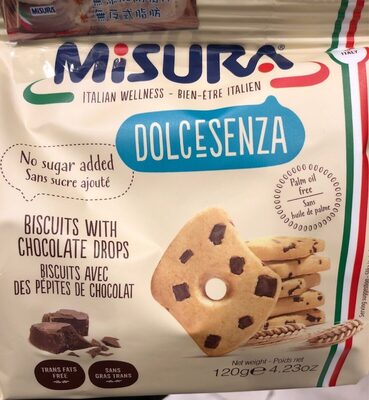 MiSURA
MiSURA
ITALY
ITALIAN WELLNESS - BIEN-ÊTRE ITALIEN
DOLCESENZA
No sugar added
Sans sucre ajouté
Palm oil
free
Sans
huile de palme
BISCUITS WITH
CHOCOLATE DROPS
BISCUITS AVEC
DES PÉPITES DE CHOCOLAT
TRANS FATS
FREE
SANS
GRAS TRANS
Net weight - Poids net
120g℮ 4.23oz